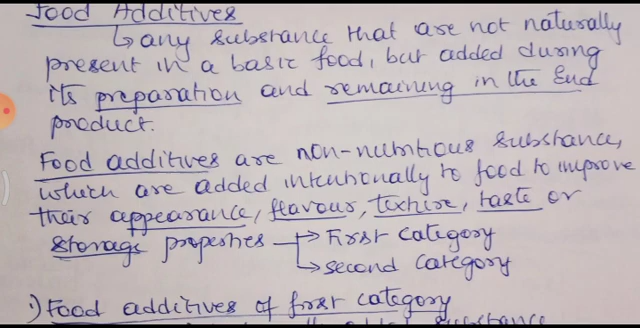 Food Additives
↳ any substance that are not naturally
present in a basic food, but added during
its preparation and remaining in the End
product.
Food additives are non-nutritious substance,
which are added intentionally to food to improve
their appearance, flavour, texture, taste or
storage properties → First category
↳ second category
1) Food additives of first category
substance